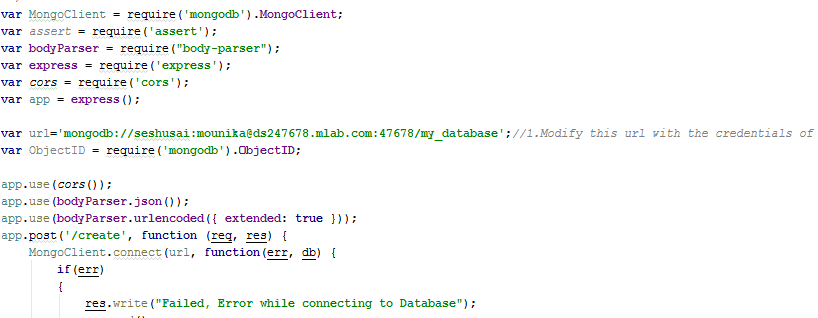 var MongoClient = require('mongodb').MongoClient;
var assert = require('assert');
var bodyParser = require("body-parser");
var express = require('express');
var cors = require('cors');
var app = express();
var url='mongodb://seshusai:mounika@ds247678.mlab.com:47678/my_database';//1.Modify this url with the credentials of
var ObjectID = require('mongodb').ObjectID;
app.use(cors());
app.use(bodyParser.json());
app.use(bodyParser.urlencoded({ extended: true }));
app.post('/create', function (req, res) {
MongoClient.connect(url, function(err, db) {
if(err)
{
res.write("Failed, Error while connecting to Database");